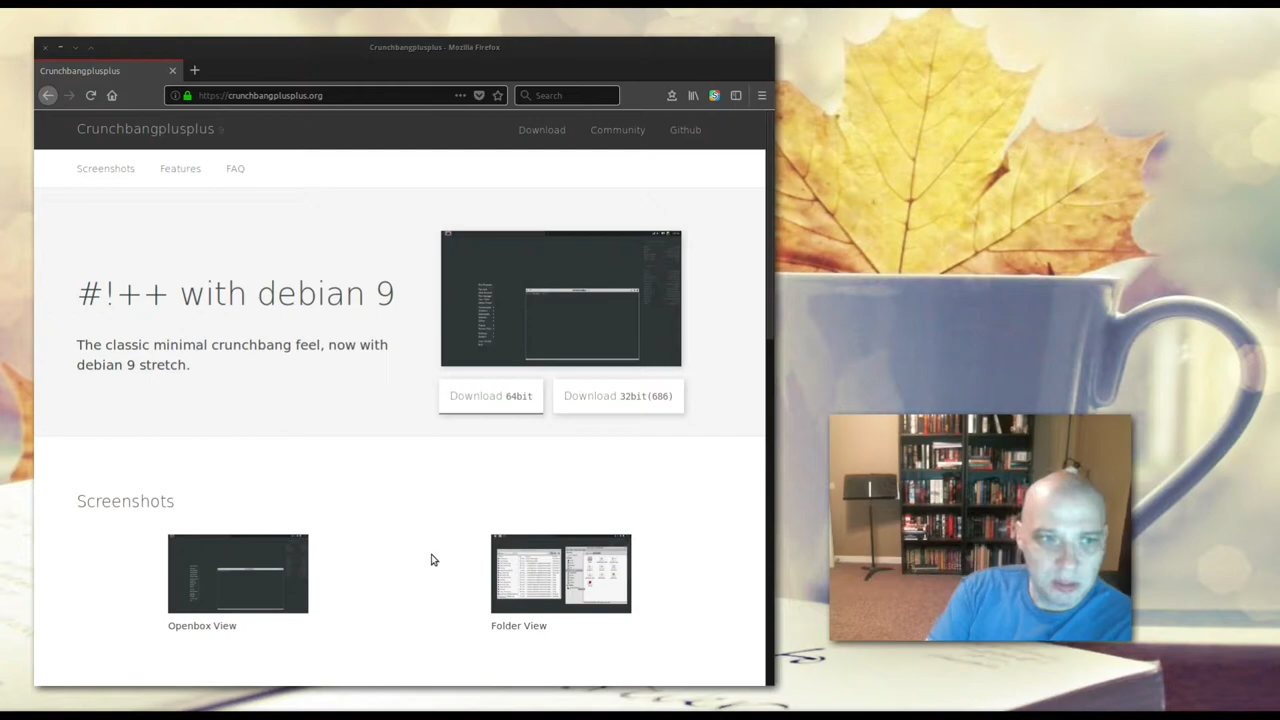 Crunchbangplusplus - Mozilla Firefox
Crunchbangplusplus
https://crunchbangplusplus.org
Search
Crunchbangplusplus 9
Download
Community
Github
Screenshots
Features
FAQ
#!++ with debian 9
The classic minimal crunchbang feel, now with
debian 9 stretch.
Download 64bit
Download 32bit(686)
Screenshots
Openbox View
Folder View